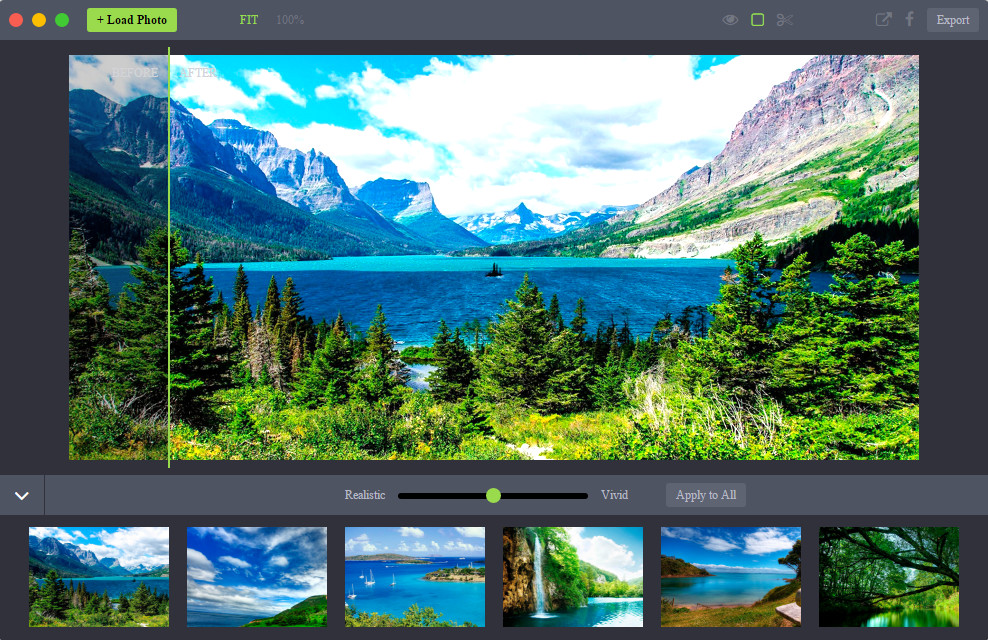 + Load Photo
FIT
100%
Export
BEFORE
AFTER
Realistic
Vivid
Apply to All